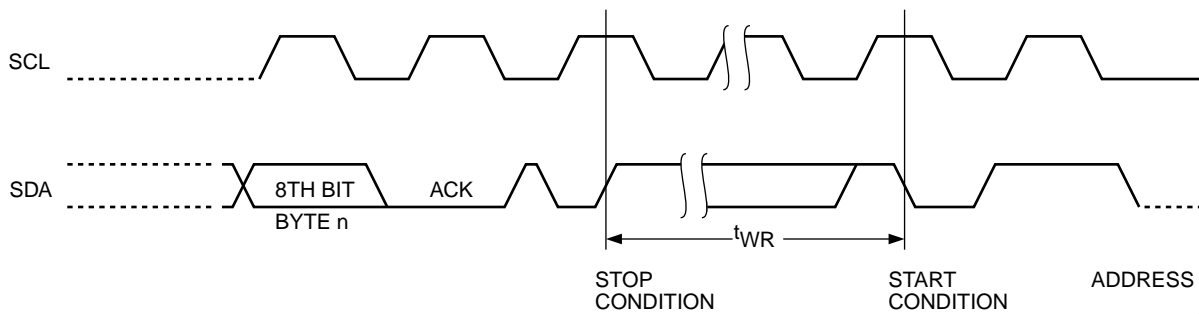 SCL
SDA
8TH BIT
BYTE n
ACK
tWR
STOP
CONDITION
START
CONDITION
ADDRESS